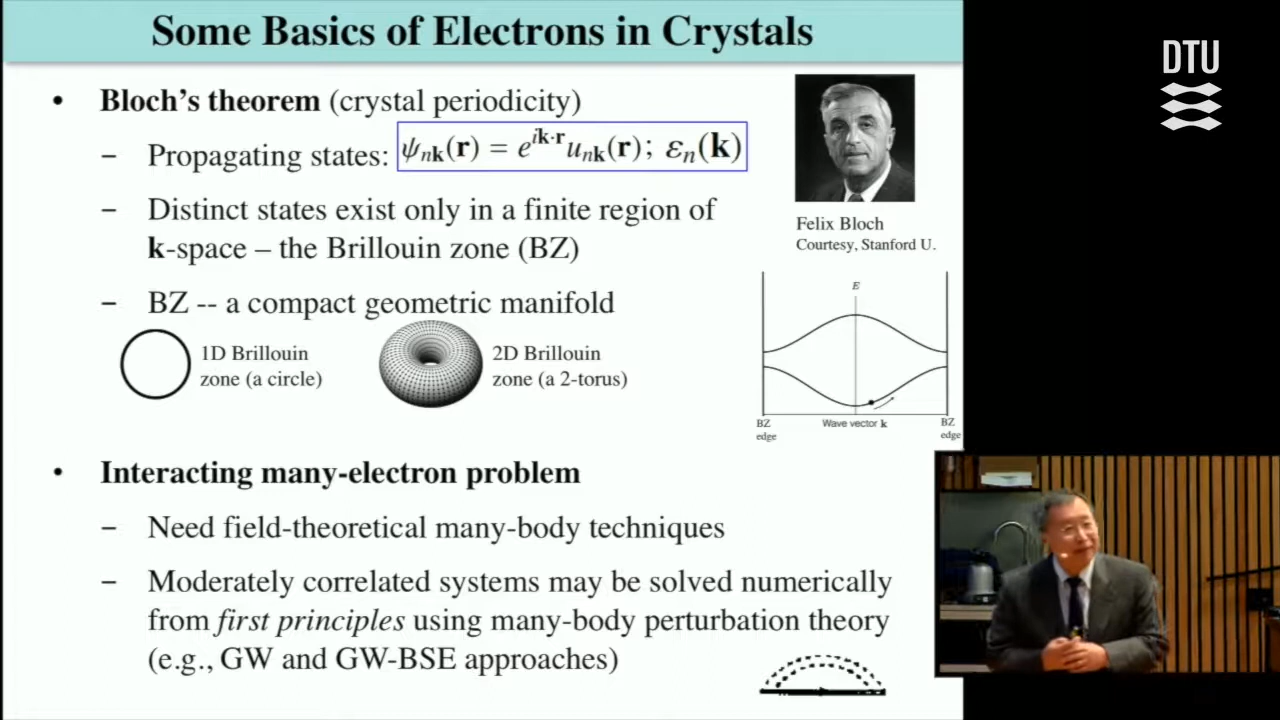 Some Basics of Electrons in Crystals
DTU
• Bloch's theorem (crystal periodicity)
– Propagating states: ψnk(r) = e^{ik·r}unk(r); εn(k)
– Distinct states exist only in a finite region of
k-space – the Brillouin zone (BZ)
Felix Bloch
Courtesy, Stanford U.
– BZ -- a compact geometric manifold
1D Brillouin
zone (a circle)
2D Brillouin
zone (a 2-torus)
E
BZ
edge
Wave vector k
BZ
edge
• Interacting many-electron problem
– Need field-theoretical many-body techniques
– Moderately correlated systems may be solved numerically
from first principles using many-body perturbation theory
(e.g., GW and GW-BSE approaches)